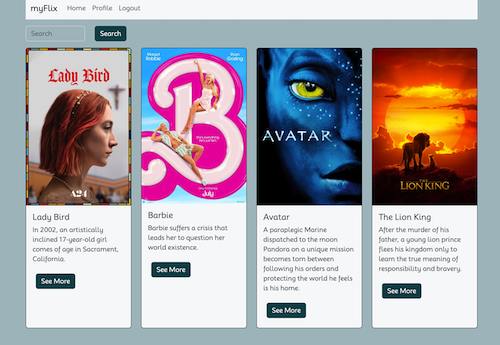 myFlix Home Profile Logout
Search Search
Lady Bird
A24
Margot Robbie
Ryan Gosling
B
July
AVATAR
THE
LION KING
Lady Bird
In 2002, an artistically
inclined 17-year-old girl
comes of age in Sacrament,
California.
See More
Barbie
Barbie suffers a crisis that
leads her to question her
world existence.
See More
Avatar
A paraplegic Marine
dispatched to the moon
Pandora on a unique mission
becomes torn between
following his orders and
protecting the world he feels
is his home.
See More
The Lion King
After the murder of his
father, a young lion prince
flees his kingdom only to
learn the true meaning of
responsibility and bravery.
See More